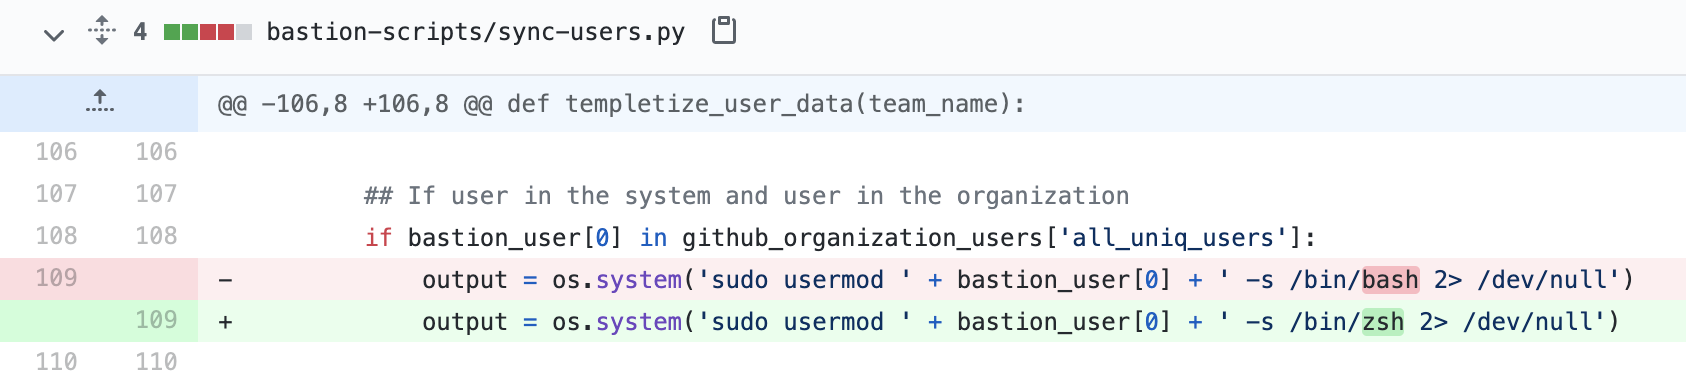 4 bastion-scripts/sync-users.py
@@ -106,8 +106,8 @@ def templetize_user_data(team_name):
106 106
107 107 ## If user in the system and user in the organization
108 108 if bastion_user[0] in github_organization_users['all_uniq_users']:
109 - output = os.system('sudo usermod ' + bastion_user[0] + ' -s /bin/bash 2> /dev/null')
109 + output = os.system('sudo usermod ' + bastion_user[0] + ' -s /bin/zsh 2> /dev/null')
110 110